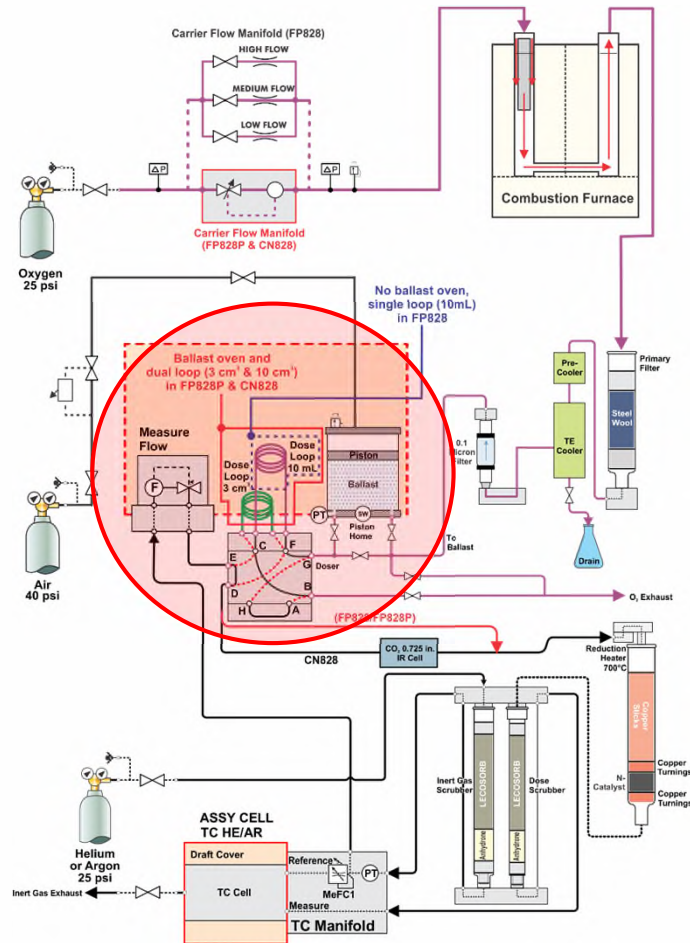 Carrier Flow Manifold (FP828)
HIGH FLOW
MEDIUM FLOW
LOW FLOW
ΔP
ΔP
Carrier Flow Manifold
(FP828P & CN828)
Oxygen
25 psi
Combustion Furnace
No ballast oven,
single loop (10mL)
in FP828
Ballast oven and
dual loop (3 cm³ & 10 cm³)
in FP828P & CN828
Pre-
Cooler
Primary
Filter
Steel
Wool
TE
Cooler
0.1
Micron
Filter
Drain
Measure
Flow
F
Dose
Loop
10 mL
Dose
Loop
3 cm³
Piston
Ballast
PT
SW
Piston
Home
To
Ballast
Doser
E
C
F
G
D
B
H
A
Air
40 psi
O₂ Exhaust
(FP828/FP828P)
CN828
CO₂ 0.725 in.
IR Cell
Reduction
Heater
700°C
Copper
Sticks
Copper
Turnings
N-
Catalyst
Copper
Turnings
Inert Gas
Scrubber
LECOSORB
Anhydrone
LECOSORB
Anhydrone
Dose
Scrubber
Helium
or Argon
25 psi
ASSY CELL
TC HE/AR
Draft Cover
TC Cell
Reference
MeFC1
PT
Measure
TC Manifold
Inert Gas Exhaust